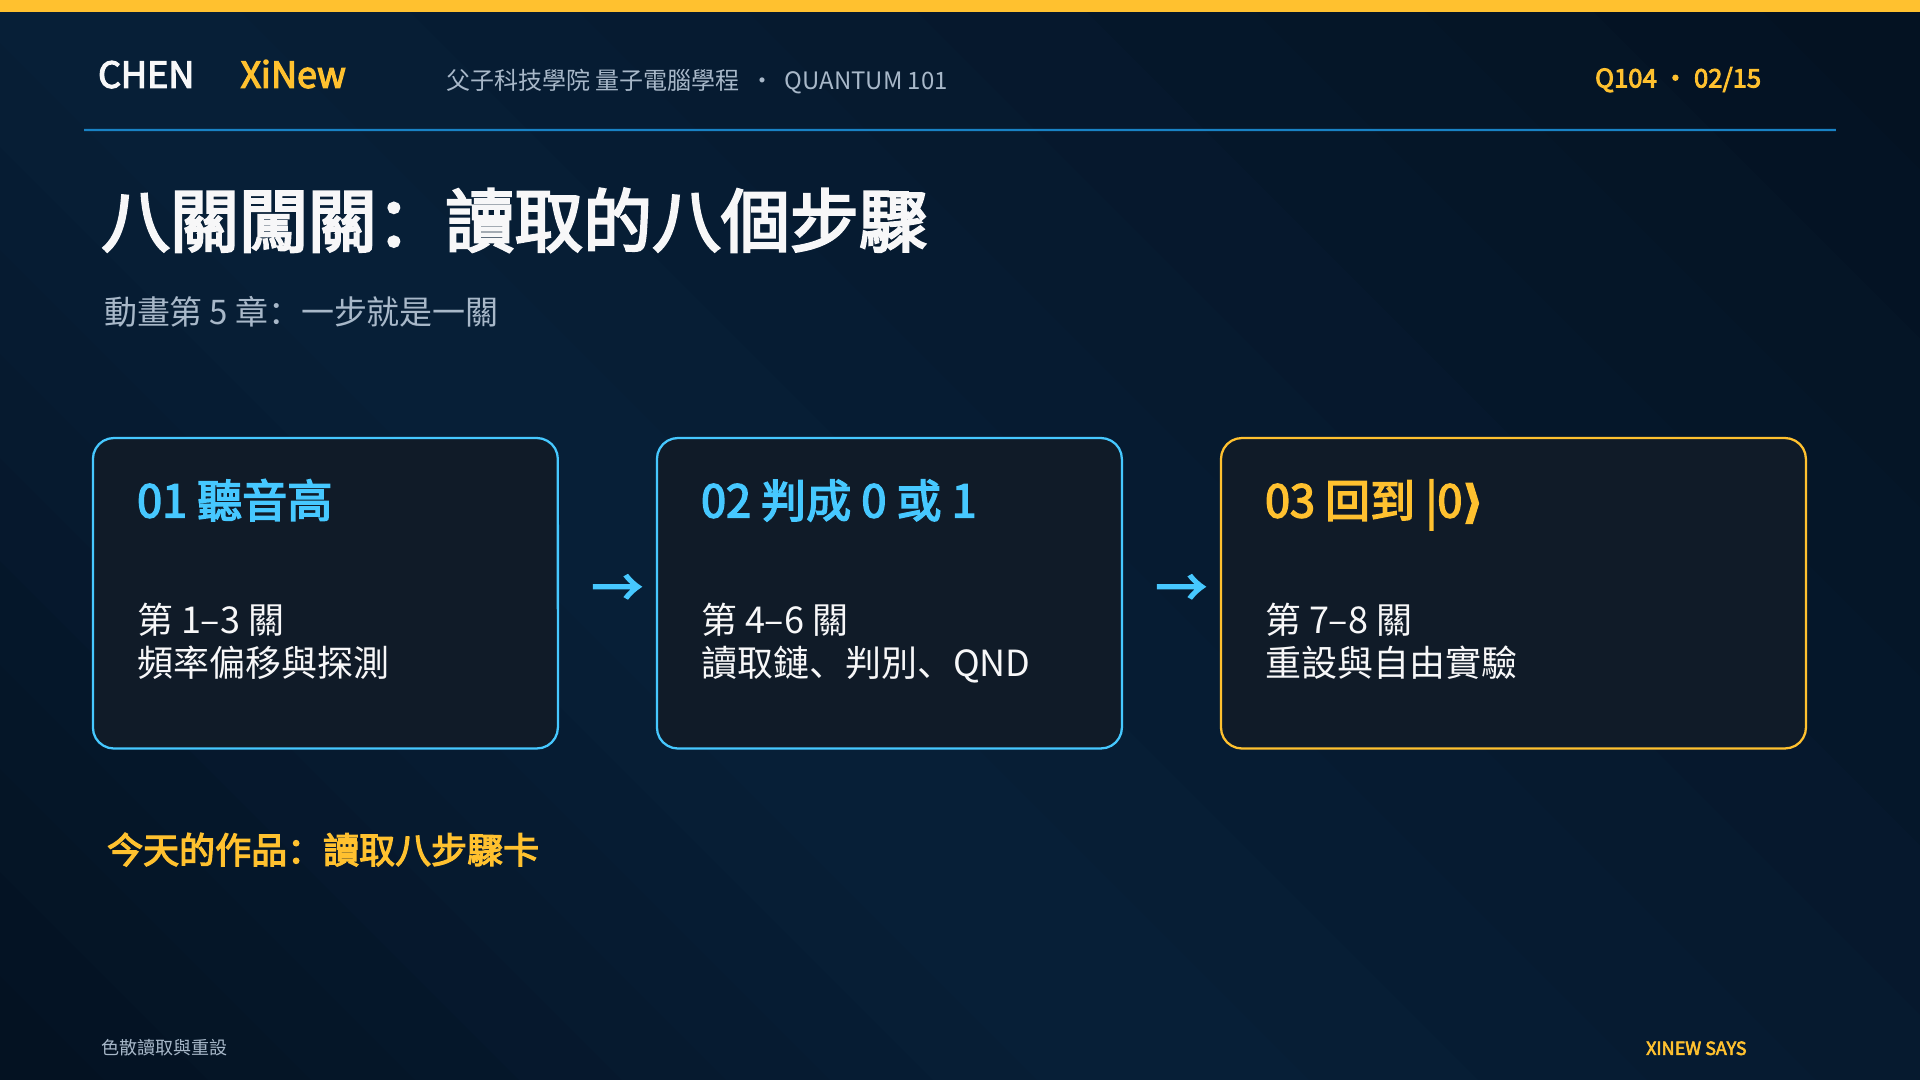 CHEN XiNew 父子科技學院 量子電腦學程 · QUANTUM 101 Q104 · 02/15
八關闖關：讀取的八個步驟
動畫第 5 章：一步就是一關
01 聽音高
第 1–3 關
頻率偏移與探測
→
02 判成 0 或 1
第 4–6 關
讀取鏈、判別、QND
→
03 回到 |0⟩
第 7–8 關
重設與自由實驗
今天的作品：讀取八步驟卡
色散讀取與重設 XINEW SAYS